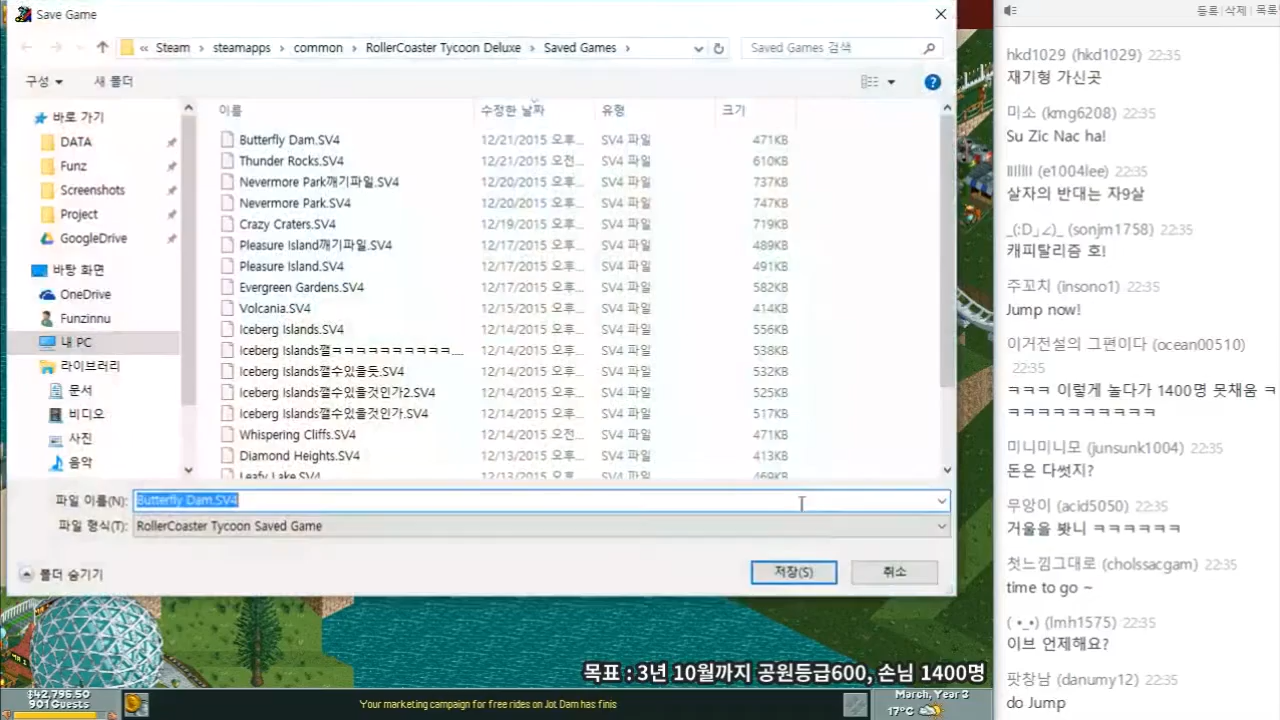 Save Game
« Steam › steamapps › common › RollerCoaster Tycoon Deluxe › Saved Games ›
Saved Games 검색
구성
새 폴더
바로 가기
DATA
Funz
Screenshots
Project
GoogleDrive
바탕 화면
OneDrive
Funzinnu
내 PC
라이브러리
문서
비디오
사진
음악
이름 수정한 날짜 유형 크기
Butterfly Dam.SV4 12/21/2015 오후... SV4 파일 471KB
Thunder Rocks.SV4 12/21/2015 오전... SV4 파일 610KB
Nevermore Park깨기파일.SV4 12/20/2015 오후... SV4 파일 737KB
Nevermore Park.SV4 12/20/2015 오후... SV4 파일 747KB
Crazy Craters.SV4 12/19/2015 오후... SV4 파일 719KB
Pleasure Island깨기파일.SV4 12/17/2015 오후... SV4 파일 489KB
Pleasure Island.SV4 12/17/2015 오후... SV4 파일 491KB
Evergreen Gardens.SV4 12/17/2015 오후... SV4 파일 582KB
Volcania.SV4 12/15/2015 오후... SV4 파일 414KB
Iceberg Islands.SV4 12/14/2015 오후... SV4 파일 556KB
Iceberg Islands깰ㅋㅋㅋㅋㅋㅋㅋㅋㅋㅋ... 12/14/2015 오후... SV4 파일 538KB
Iceberg Islands깰수있을듯.SV4 12/14/2015 오후... SV4 파일 532KB
Iceberg Islands깰수있을것인가2.SV4 12/14/2015 오후... SV4 파일 525KB
Iceberg Islands깰수있을것인가.SV4 12/14/2015 오후... SV4 파일 517KB
Whispering Cliffs.SV4 12/14/2015 오전... SV4 파일 471KB
Diamond Heights.SV4 12/13/2015 오후... SV4 파일 413KB
Leafy Lake.SV4 12/13/2015 오후... SV4 파일 469KB
파일 이름(N): Butterfly Dam.SV4
파일 형식(T): RollerCoaster Tycoon Saved Game
폴더 숨기기
저장(S)
취소
목표 : 3년 10월까지 공원등급600, 손님 1400명
$42,796.50
901 Guests
Your marketing campaign for free rides on Jot Dam has finis
March, Year 3
17°C
등록 | 삭제 | 목록
hkd1029 (hkd1029) 22:35
재기형 가신곳
미소 (kmg6208) 22:35
Su Zic Nac ha!
llllllll (e1004lee) 22:35
살자의 반대는 자9살
_(:D」∠)_ (sonjm1758) 22:35
캐피탈리즘 호!
주꼬치 (insono1) 22:35
Jump now!
이거전설의 그편이다 (ocean00510)
22:35
ㅋㅋㅋ 이렇게 놀다가 1400명 못채움 ㅋ
ㅋㅋㅋㅋㅋㅋㅋㅋㅋㅋ
미니미니모 (junsunk1004) 22:35
돈은 다썻지?
무앙이 (acid5050) 22:35
거울을 봣니 ㅋㅋㅋㅋㅋㅋ
첫느낌그대로 (cholssacgam) 22:35
time to go ~
( •_•) (lmh1575) 22:35
이브 언제해요?
팟창남 (danumy12) 22:35
do Jump